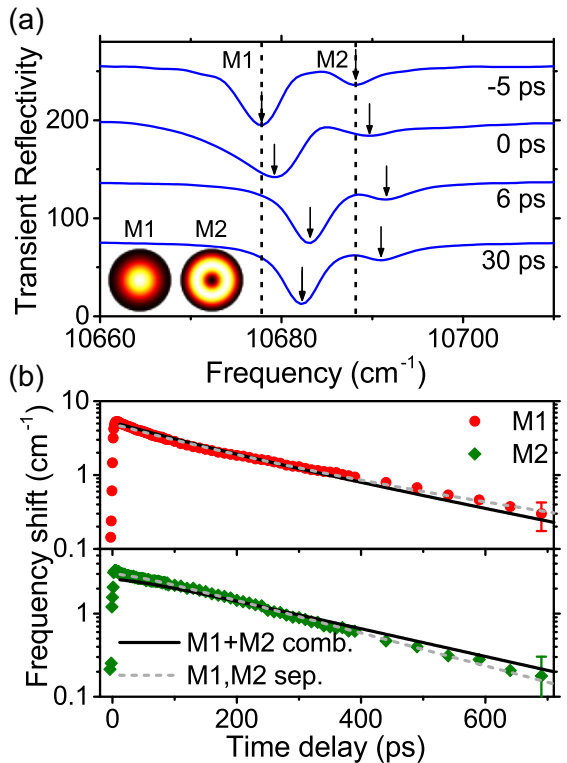 (a)
Transient Reflectivity
200
100
0
M1 M2
-5 ps
0 ps
6 ps
30 ps
M1 M2
10660 10680 10700
Frequency (cm⁻¹)
(b)
Frequency shift (cm⁻¹)
10
1
0.1
M1
M2
1
0.1
M1+M2 comb.
M1,M2 sep.
0 200 400 600
Time delay (ps)